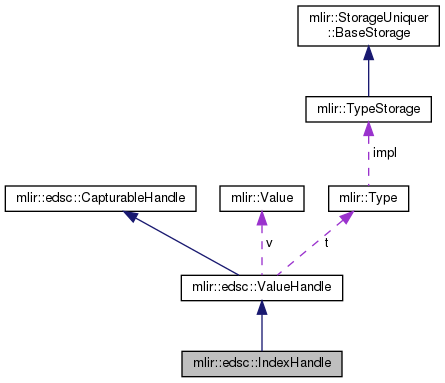 mlir::StorageUniquer
::BaseStorage
mlir::TypeStorage
impl
mlir::edsc::CapturableHandle
mlir::Value
mlir::Type
v
t
mlir::edsc::ValueHandle
mlir::edsc::IndexHandle